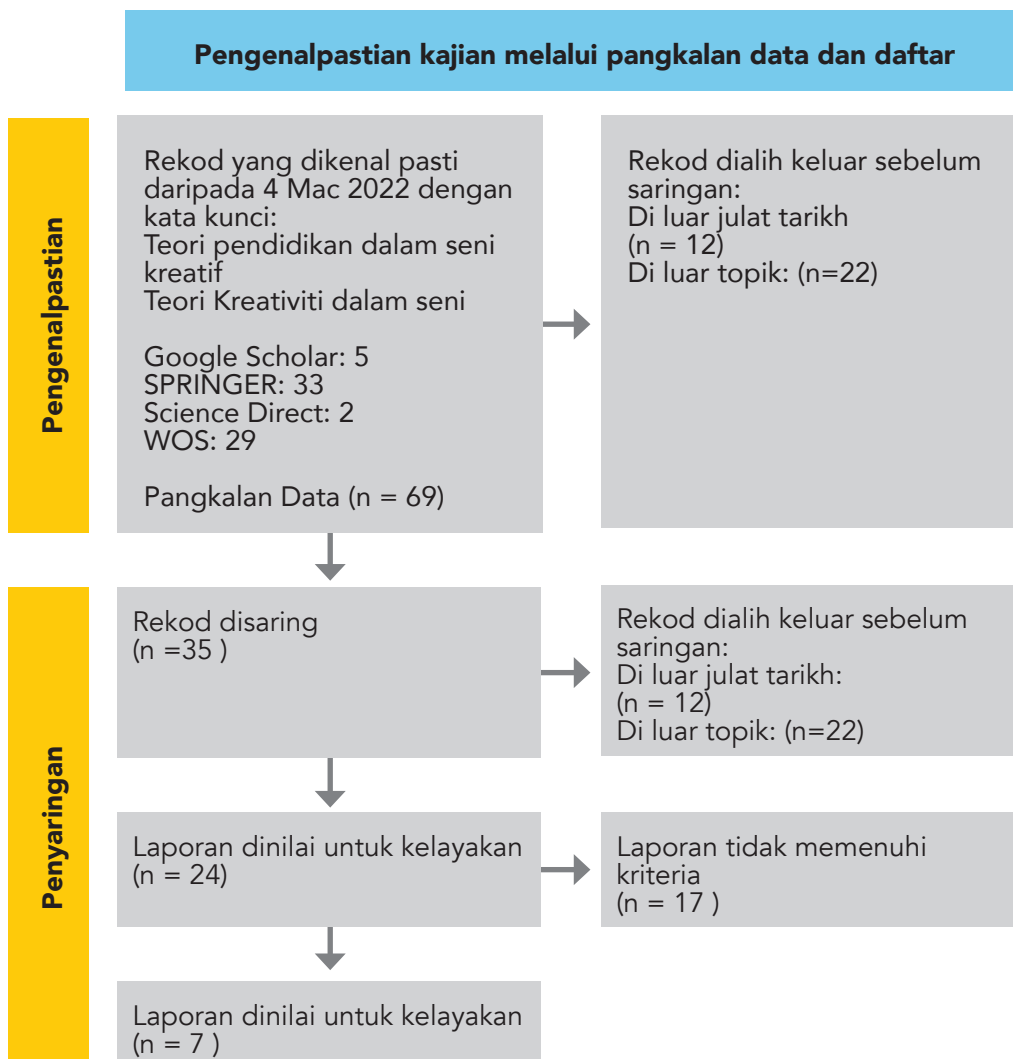 Pengenalpastian kajian melalui pangkalan data dan daftar
Pengenalpastian
Rekod yang dikenal pasti
daripada 4 Mac 2022 dengan
kata kunci:
Teori pendidikan dalam seni
kreatif
Teori Kreativiti dalam seni
Google Scholar: 5
SPRINGER: 33
Science Direct: 2
WOS: 29
Pangkalan Data (n = 69)
Rekod dialih keluar sebelum
saringan:
Di luar julat tarikh
(n = 12)
Di luar topik: (n=22)
Penyaringan
Rekod disaring
(n =35 )
Rekod dialih keluar sebelum
saringan:
Di luar julat tarikh:
(n = 12)
Di luar topik: (n=22)
Laporan dinilai untuk kelayakan
(n = 24)
Laporan tidak memenuhi
kriteria
(n = 17 )
Laporan dinilai untuk kelayakan
(n = 7 )